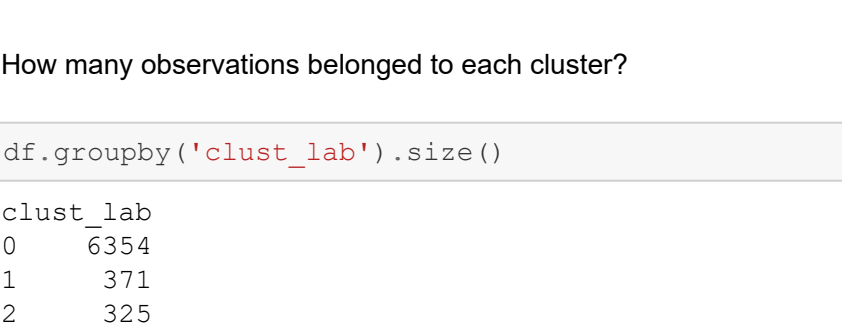 How many observations belonged to each cluster?
df.groupby('clust_lab').size()
clust_lab
0    6354
1     371
2     325